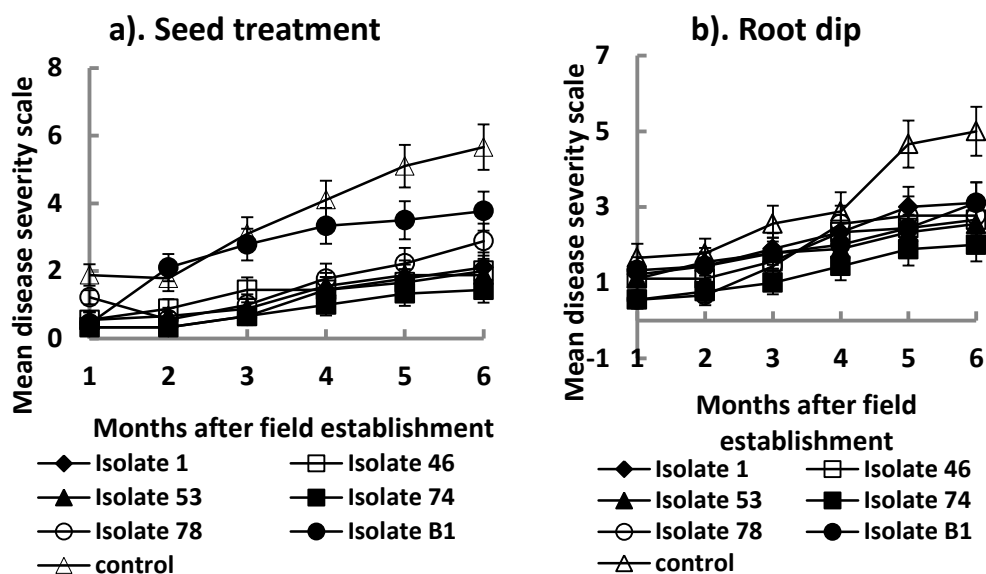 a). Seed treatment
Mean disease severity scale
8
6
4
2
0
1 2 3 4 5 6
Months after field establishment
Isolate 1 Isolate 46
Isolate 53 Isolate 74
Isolate 78 Isolate B1
control
b). Root dip
Mean disease severity scale
7
5
3
1
-1
1 2 3 4 5 6
Months after field
establishment
Isolate 1 Isolate 46
Isolate 53 Isolate 74
Isolate 78 Isolate B1
control